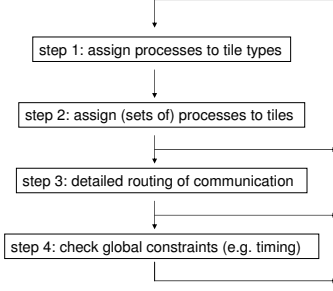 step 1: assign processes to tile types
step 2: assign (sets of) processes to tiles
step 3: detailed routing of communication
step 4: check global constraints (e.g. timing)